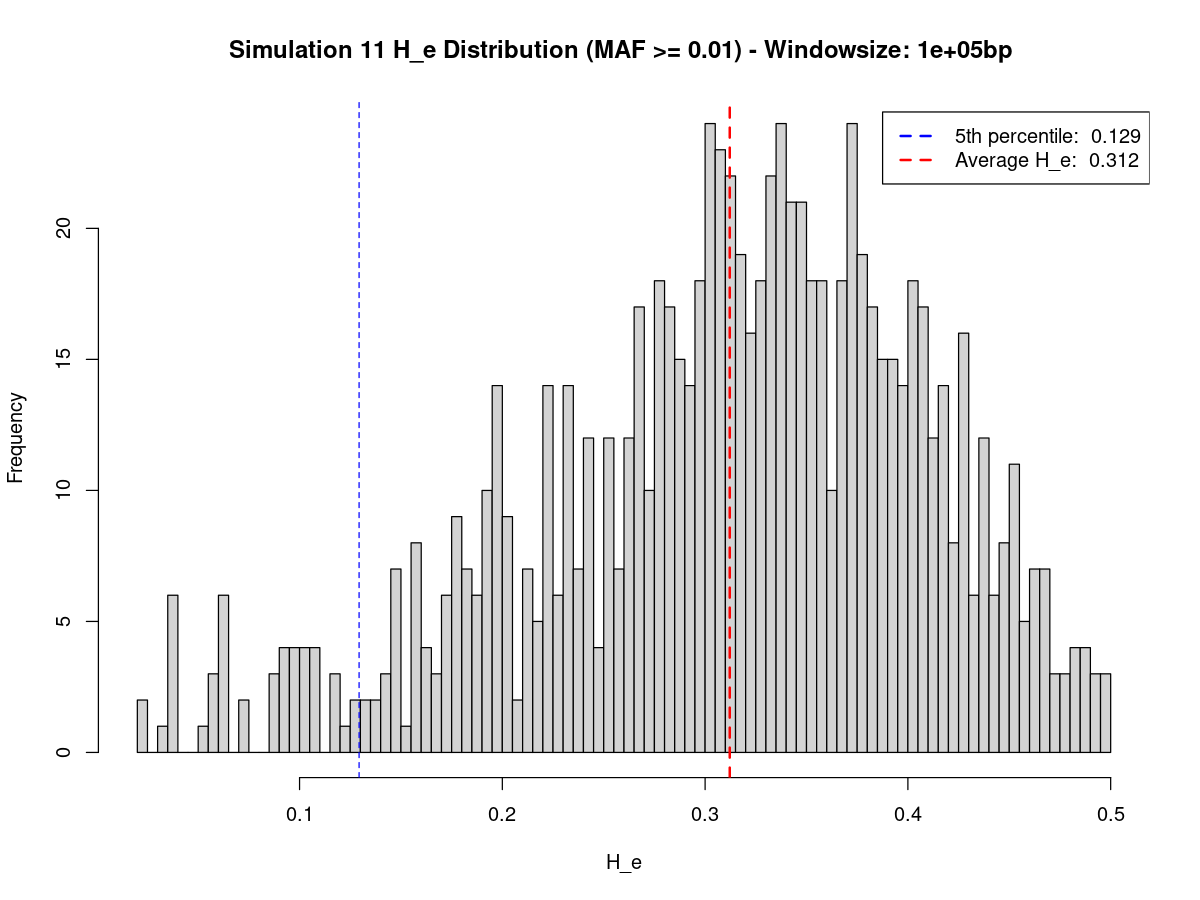 Simulation 11 H_e Distribution (MAF >= 0.01) - Windowsize: 1e+05bp
5th percentile:  0.129
Average H_e:  0.312
Frequency
20
15
10
5
0
0.1 0.2 0.3 0.4 0.5
H_e